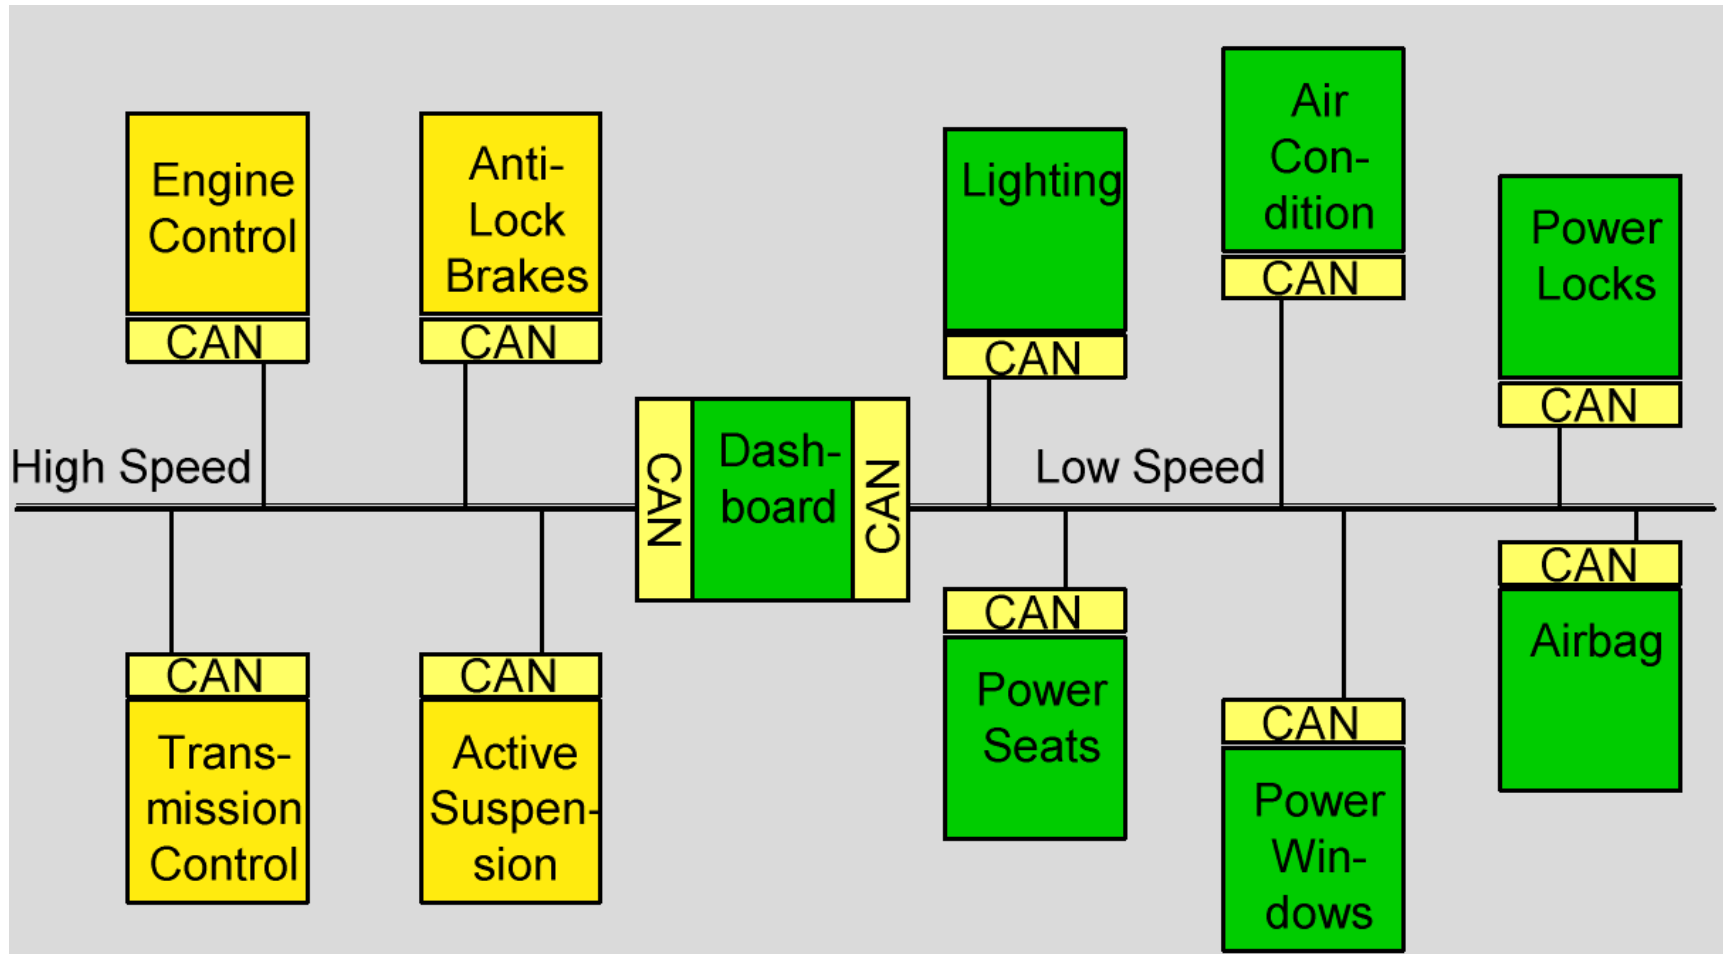 Engine
Control
CAN
Anti-
Lock
Brakes
CAN
Lighting
CAN
Air
Con-
dition
CAN
Power
Locks
CAN
High Speed
CAN
Dash-
board
CAN
Low Speed
CAN
Trans-
mission
Control
CAN
Active
Suspen-
sion
CAN
Power
Seats
CAN
Power
Win-
dows
CAN
Airbag